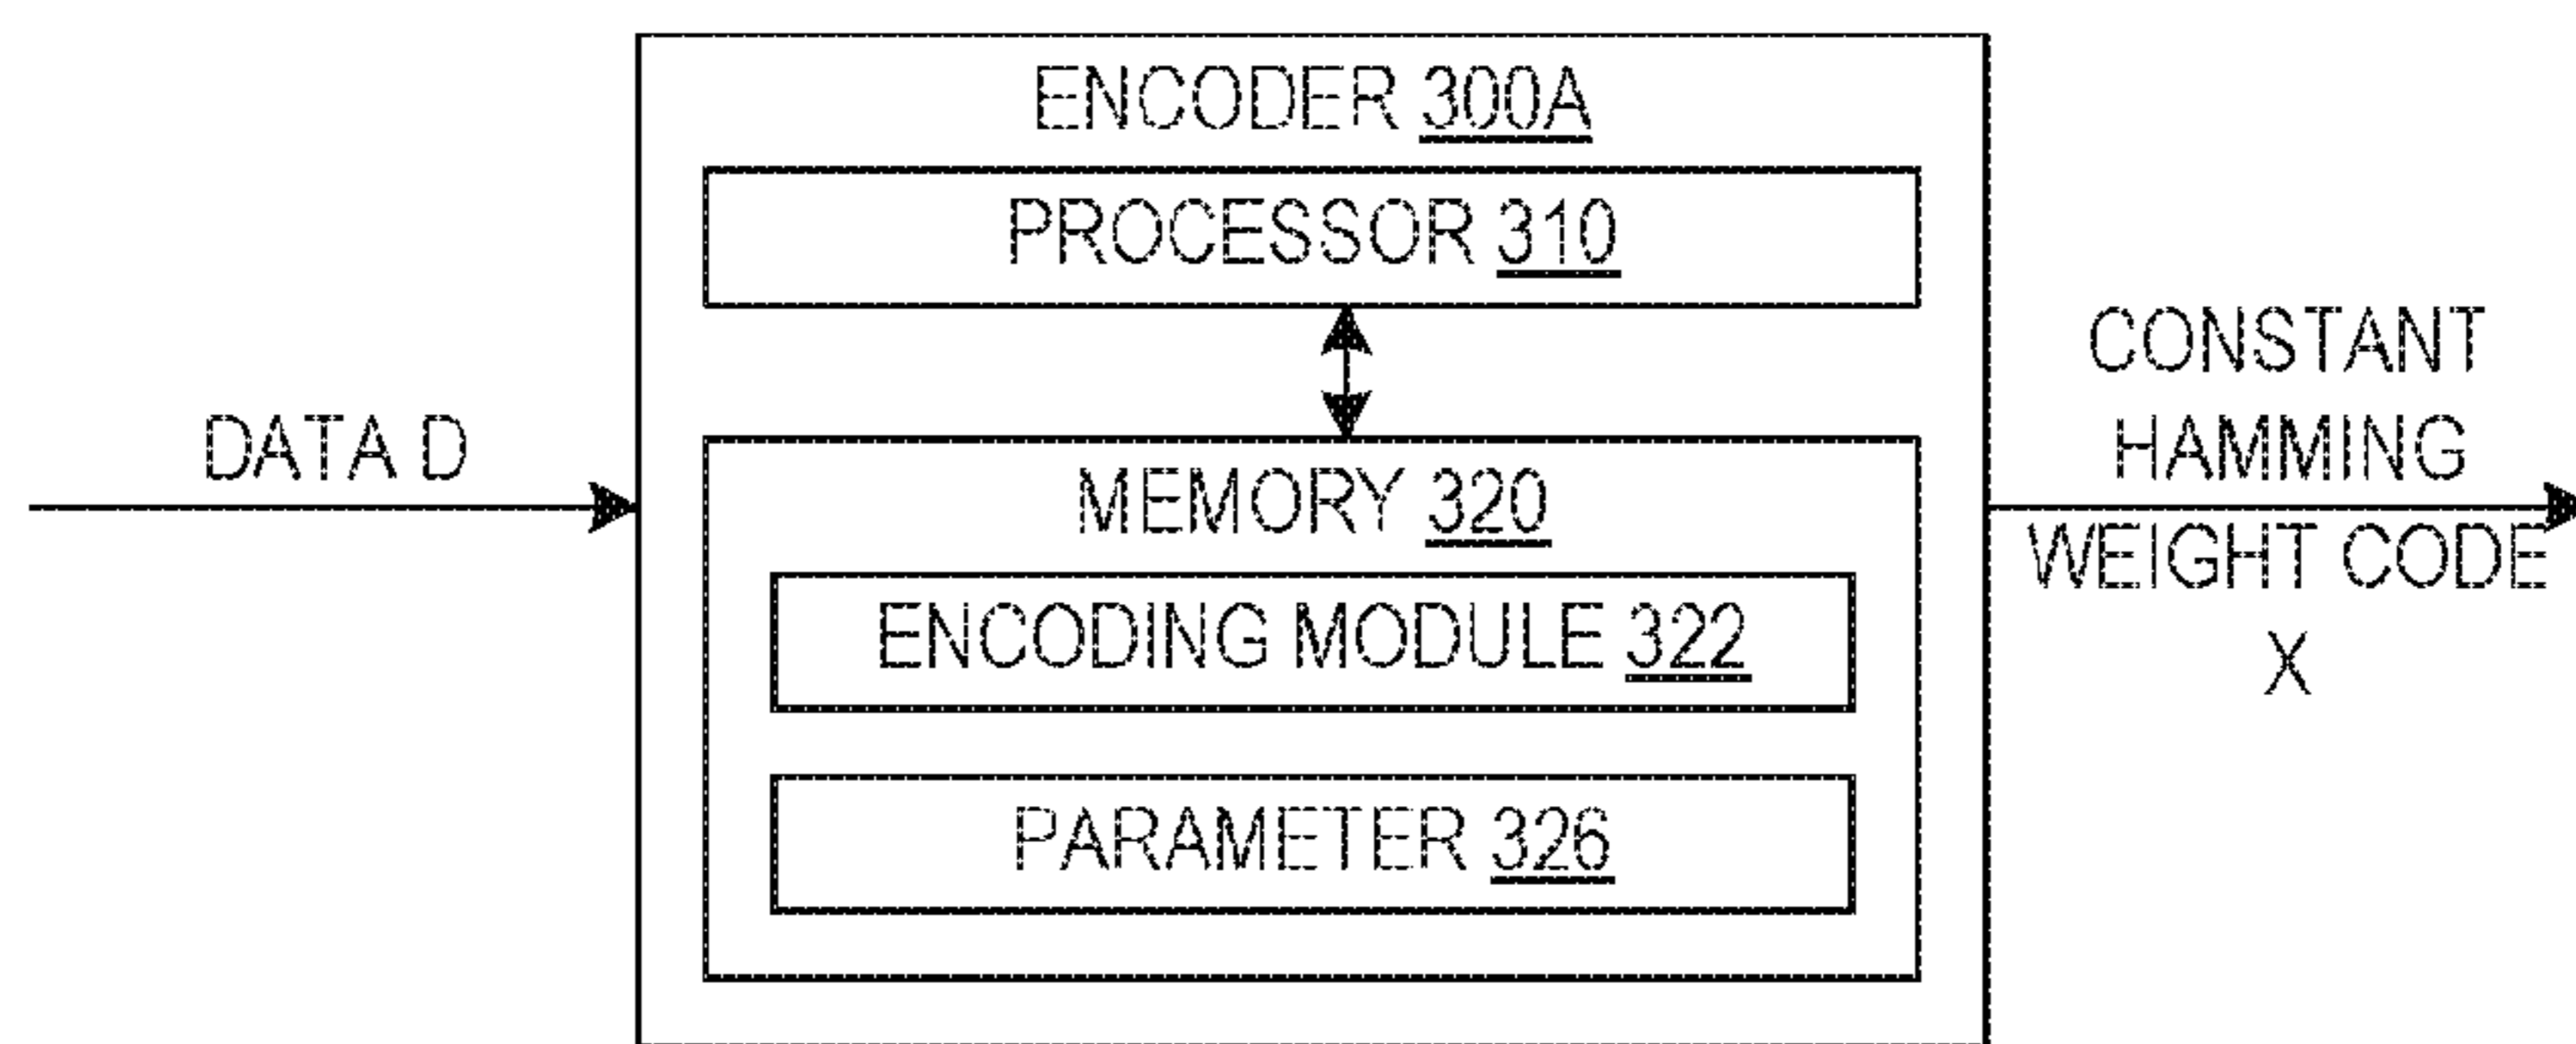 ENCODER 300A
PROCESSOR 310
DATA D
MEMORY 320
ENCODING MODULE 322
PARAMETER 326
CONSTANT
HAMMING
WEIGHT CODE
X